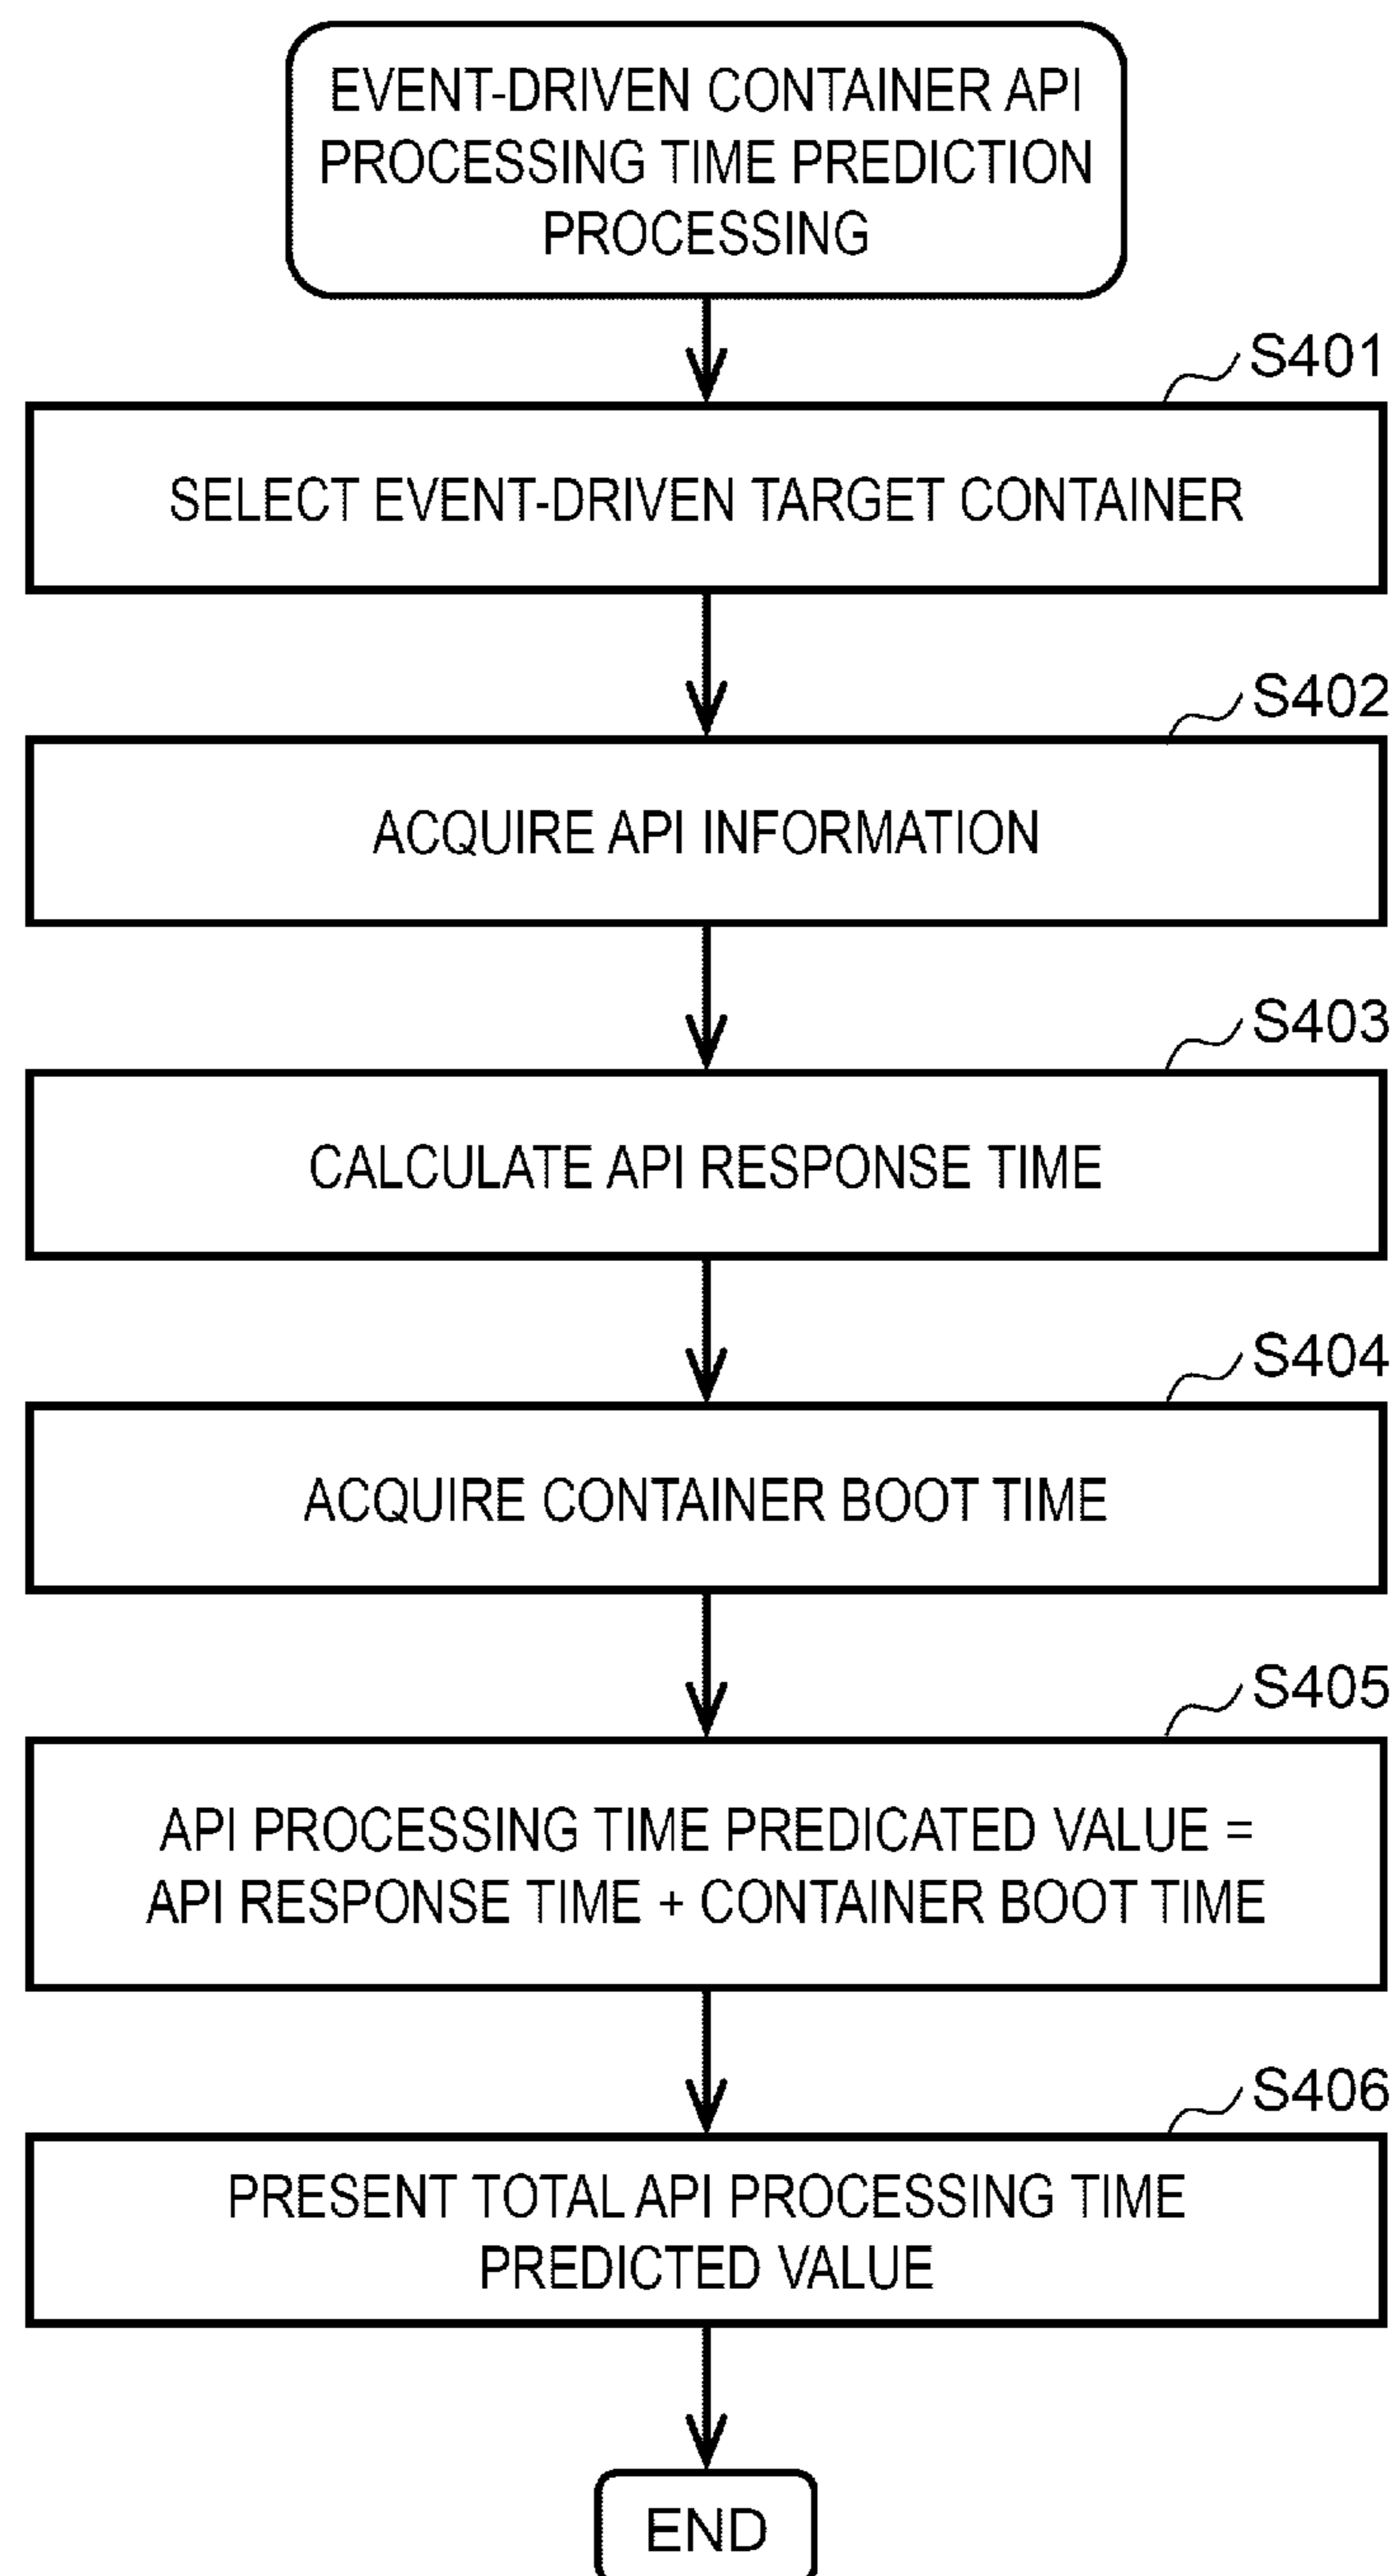 EVENT-DRIVEN CONTAINER API
PROCESSING TIME PREDICTION
PROCESSING
S401
SELECT EVENT-DRIVEN TARGET CONTAINER
S402
ACQUIRE API INFORMATION
S403
CALCULATE API RESPONSE TIME
S404
ACQUIRE CONTAINER BOOT TIME
S405
API PROCESSING TIME PREDICATED VALUE =
API RESPONSE TIME + CONTAINER BOOT TIME
S406
PRESENT TOTAL API PROCESSING TIME
PREDICTED VALUE
END